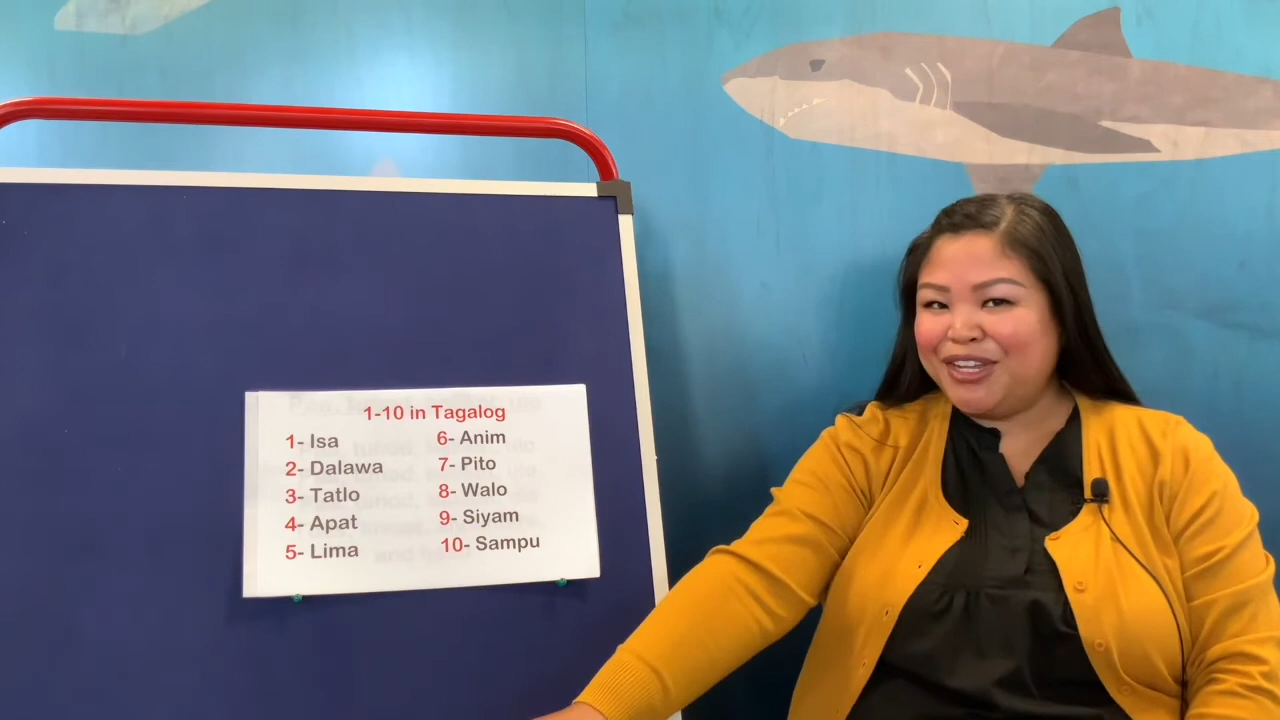 1-10 in Tagalog
1- Isa
2- Dalawa
3- Tatlo
4- Apat
5- Lima
6- Anim
7- Pito
8- Walo
9- Siyam
10- Sampu